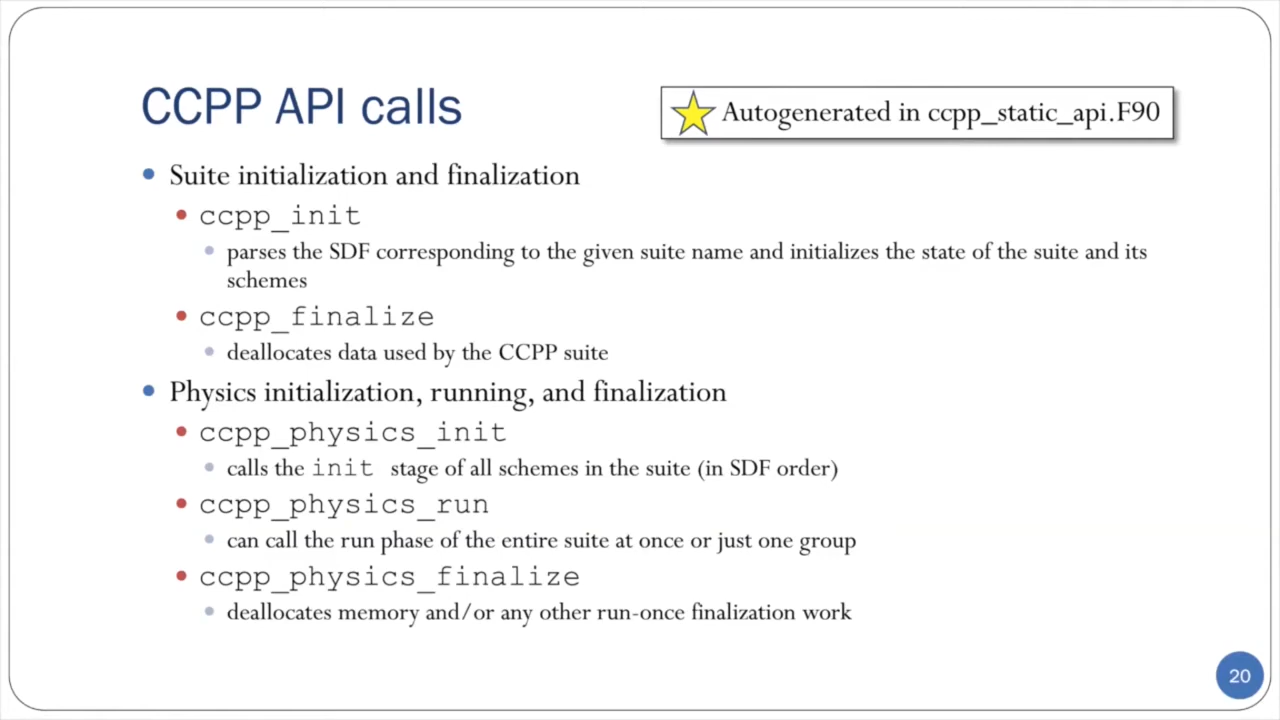 CCPP API calls
Autogenerated in ccpp_static_api.F90
Suite initialization and finalization
ccpp_init
parses the SDF corresponding to the given suite name and initializes the state of the suite and its
schemes
ccpp_finalize
deallocates data used by the CCPP suite
Physics initialization, running, and finalization
ccpp_physics_init
calls the init stage of all schemes in the suite (in SDF order)
ccpp_physics_run
can call the run phase of the entire suite at once or just one group
ccpp_physics_finalize
deallocates memory and/or any other run-once finalization work
20